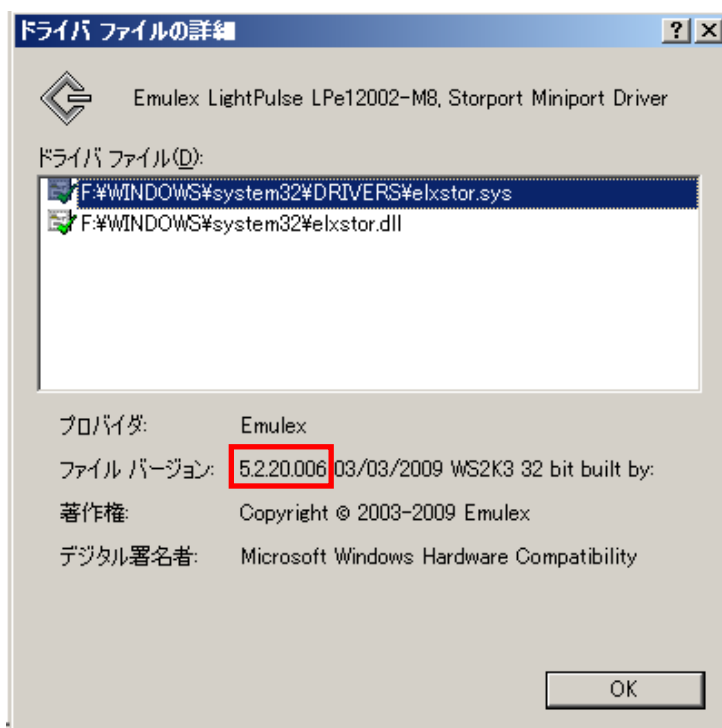 ドライバ ファイルの詳細
Emulex LightPulse LPe12002-M8, Storport Miniport Driver
ドライバ ファイル(D):
F:¥WINDOWS¥system32¥DRIVERS¥elxstor.sys
F:¥WINDOWS¥system32¥elxstor.dll
プロバイダ: Emulex
ファイル バージョン: 5.2.20.006 03/03/2009 WS2K3 32 bit built by:
著作権: Copyright © 2003-2009 Emulex
デジタル署名者: Microsoft Windows Hardware Compatibility
OK